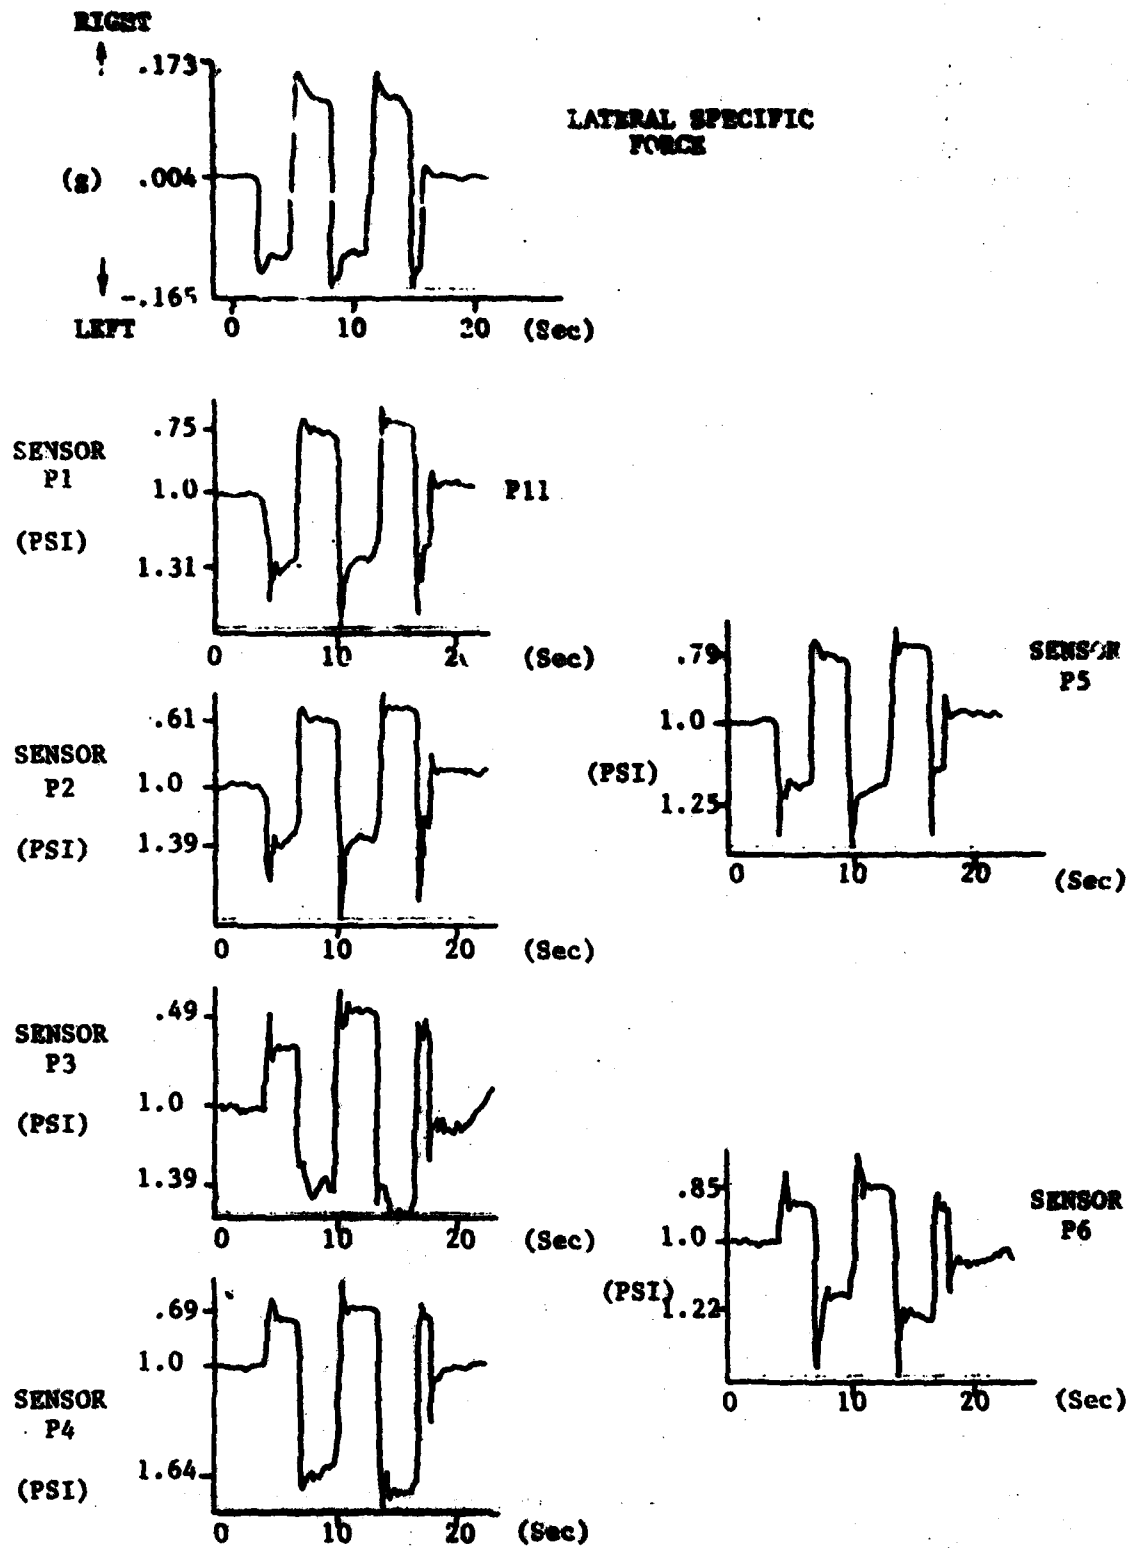 RIGHT
.173
(g)
.004
-.165
LEFT
0 10 20 (Sec)
LATERAL SPECIFIC
FORCE
SENSOR
P1
(PSI)
.75
1.0
1.31
0 10 (Sec)
P11
SENSOR
P2
(PSI)
.61
1.0
1.39
0 10 20 (Sec)
SENSOR
P3
(PSI)
.49
1.0
1.39
0 10 20 (Sec)
SENSOR
P4
(PSI)
.69
1.0
1.64
0 10 20 (Sec)
SENSOR
P5
(PSI)
.79
1.0
1.25
0 10 20 (Sec)
SENSOR
P6
(PSI)
.85
1.0
1.22
0 10 20 (Sec)